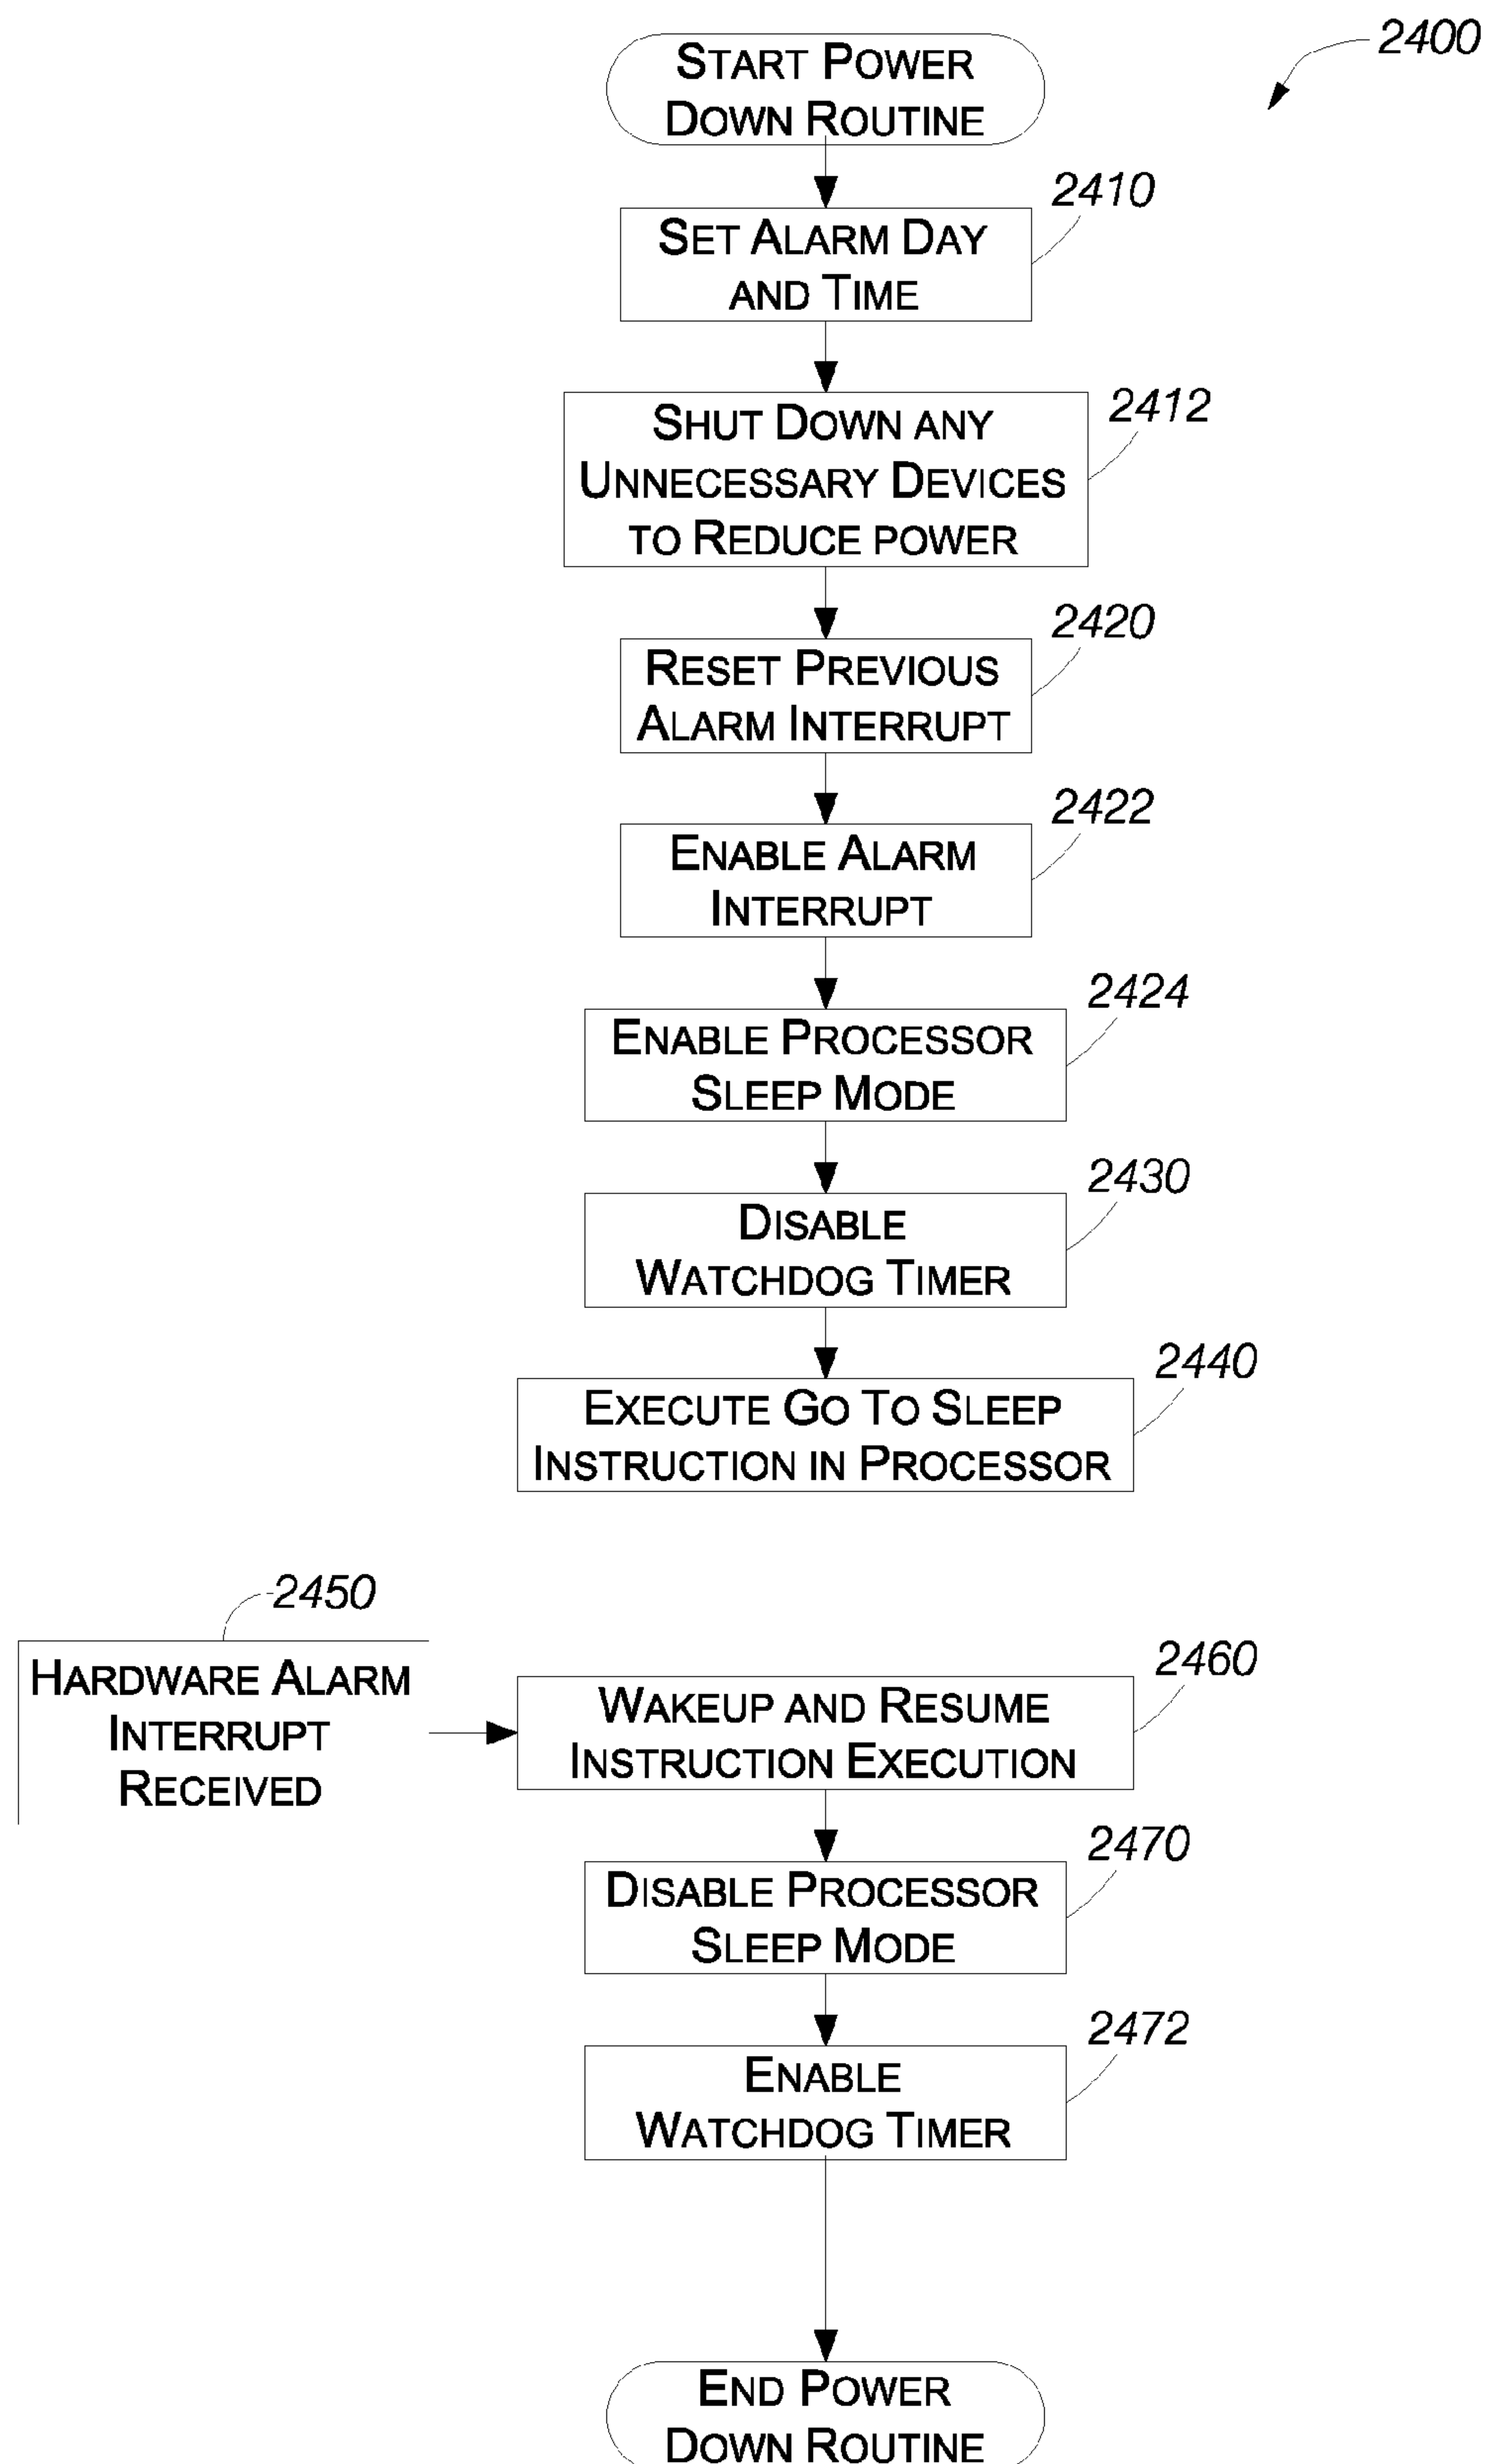 2400
START POWER
DOWN ROUTINE
2410
SET ALARM DAY
AND TIME
2412
SHUT DOWN ANY
UNNECESSARY DEVICES
TO REDUCE POWER
2420
RESET PREVIOUS
ALARM INTERRUPT
2422
ENABLE ALARM
INTERRUPT
2424
ENABLE PROCESSOR
SLEEP MODE
2430
DISABLE
WATCHDOG TIMER
2440
EXECUTE GO TO SLEEP
INSTRUCTION IN PROCESSOR
2450
HARDWARE ALARM
INTERRUPT
RECEIVED
2460
WAKEUP AND RESUME
INSTRUCTION EXECUTION
2470
DISABLE PROCESSOR
SLEEP MODE
2472
ENABLE
WATCHDOG TIMER
END POWER
DOWN ROUTINE